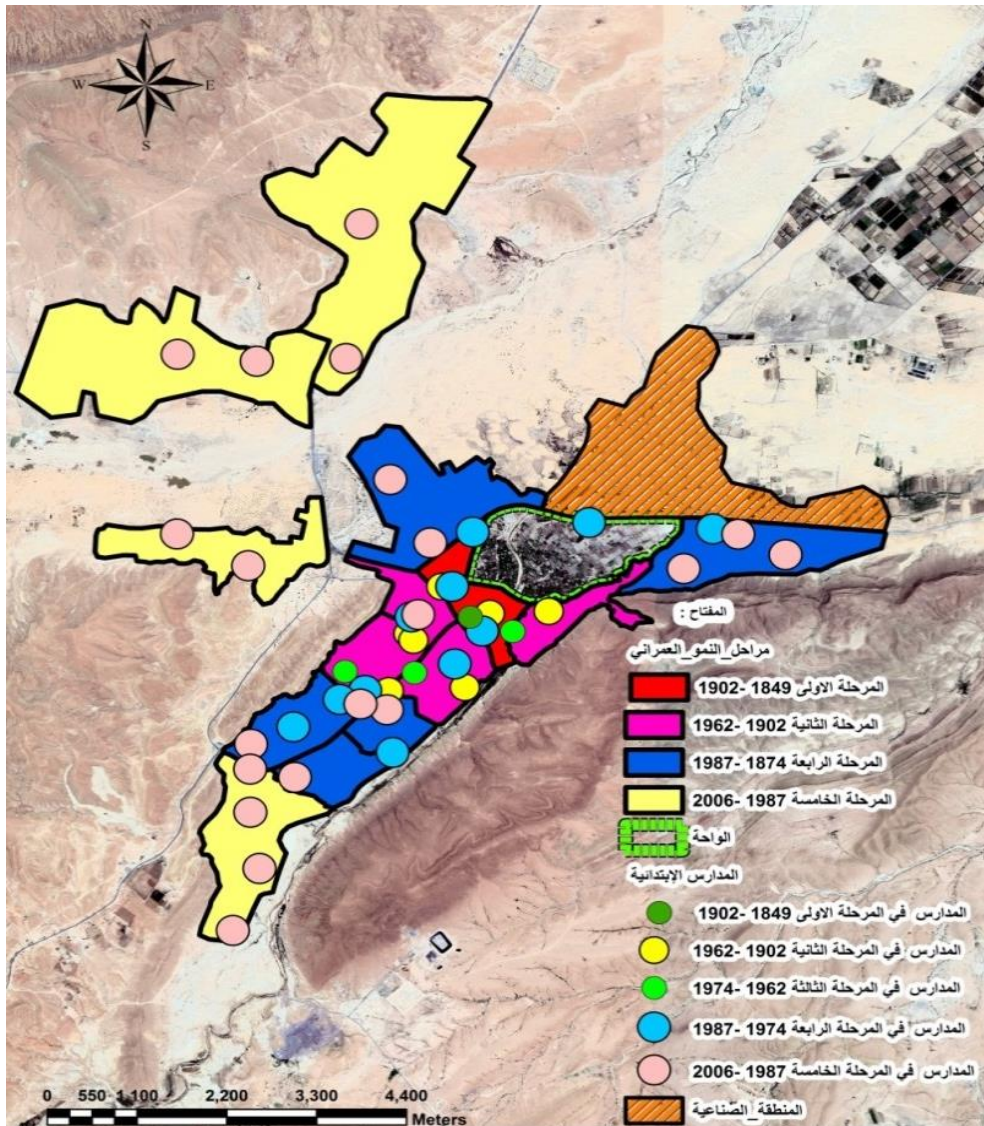 N
W E
S
المفتاح :
مراحل_النمو_العمراني
المرحلة الاولى 1849 -1902
المرحلة الثانية 1902 -1962
المرحلة الرابعة 1874 -1987
المرحلة الخامسة 1987 -2006
الواحة
المدارس الإبتدائية
المدارس في المرحلة الاولى 1849 -1902
المدارس في المرحلة الثانية 1902 -1962
المدارس في المرحلة الثالثة 1962 -1974
المدارس في المرحلة الرابعة 1974 -1987
المدارس في المرحلة الخامسة 1987 -2006
المنطقة_الصناعية
0 550 1,100 2,200 3,300 4,400
Meters